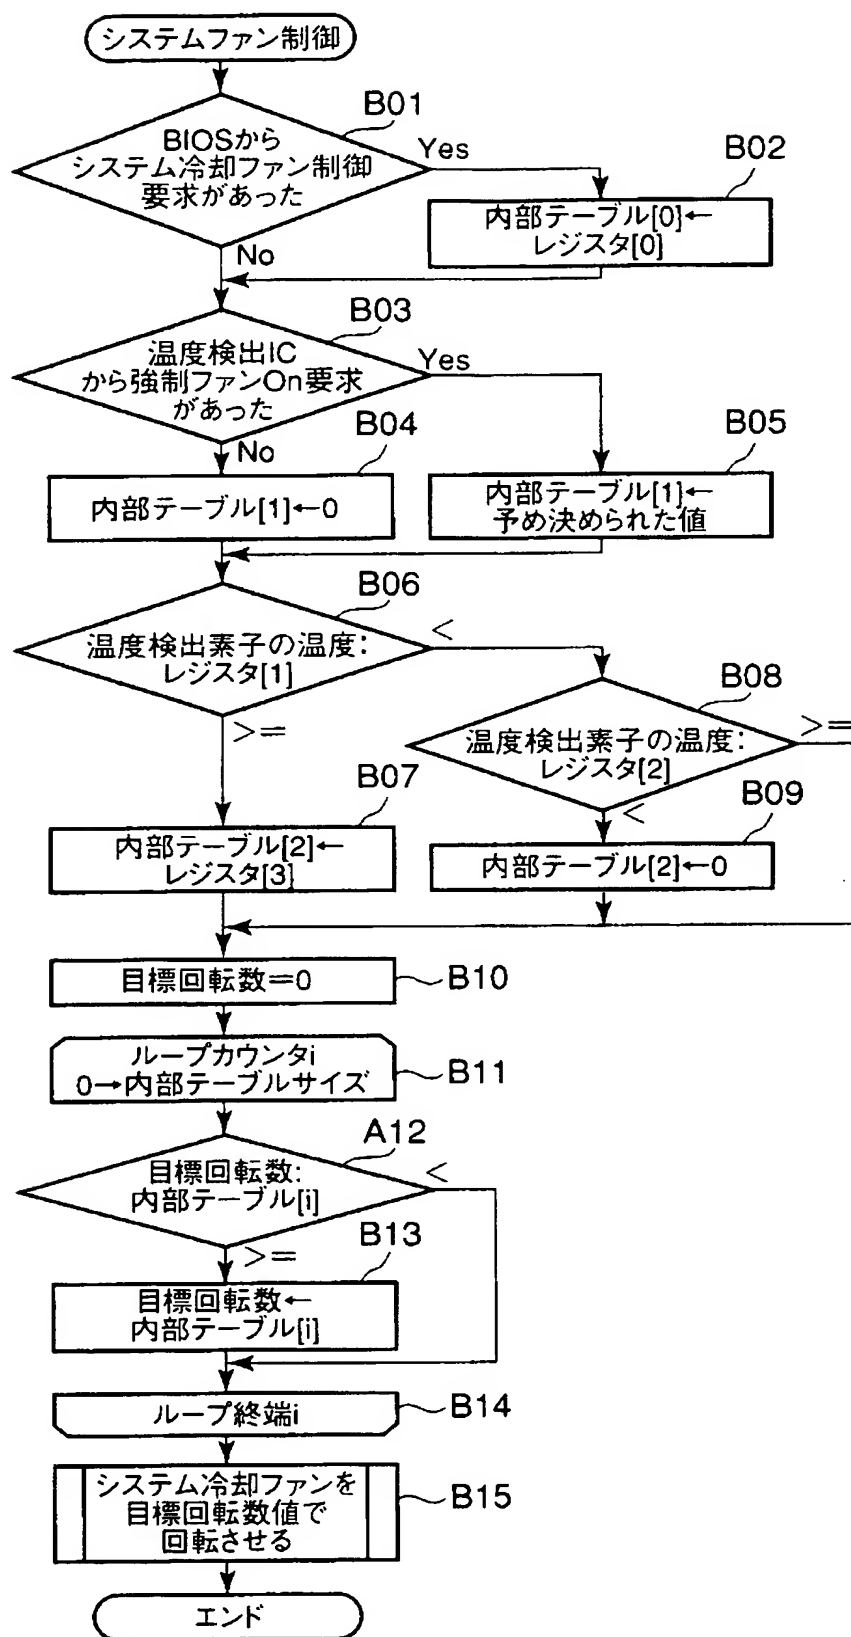 システムファン制御
B01
BIOSから
システム冷却ファン制御
要求があった
Yes
No
B02
内部テーブル[0]←
レジスタ[0]
B03
温度検出IC
から強制ファンOn要求
があった
Yes
No
B04
内部テーブル[1]←0
B05
内部テーブル[1]←
予め決められた値
B06
温度検出素子の温度:
レジスタ[1]
<
>=
B08
温度検出素子の温度:
レジスタ[2]
>=
<
B07
内部テーブル[2]←
レジスタ[3]
B09
内部テーブル[2]←0
目標回転数=0
B10
ループカウンタi
0→内部テーブルサイズ
B11
A12
目標回転数:
内部テーブル[i]
<
>=
B13
目標回転数←
内部テーブル[i]
ループ終端i
B14
システム冷却ファンを
目標回転数値で
回転させる
B15
エンド